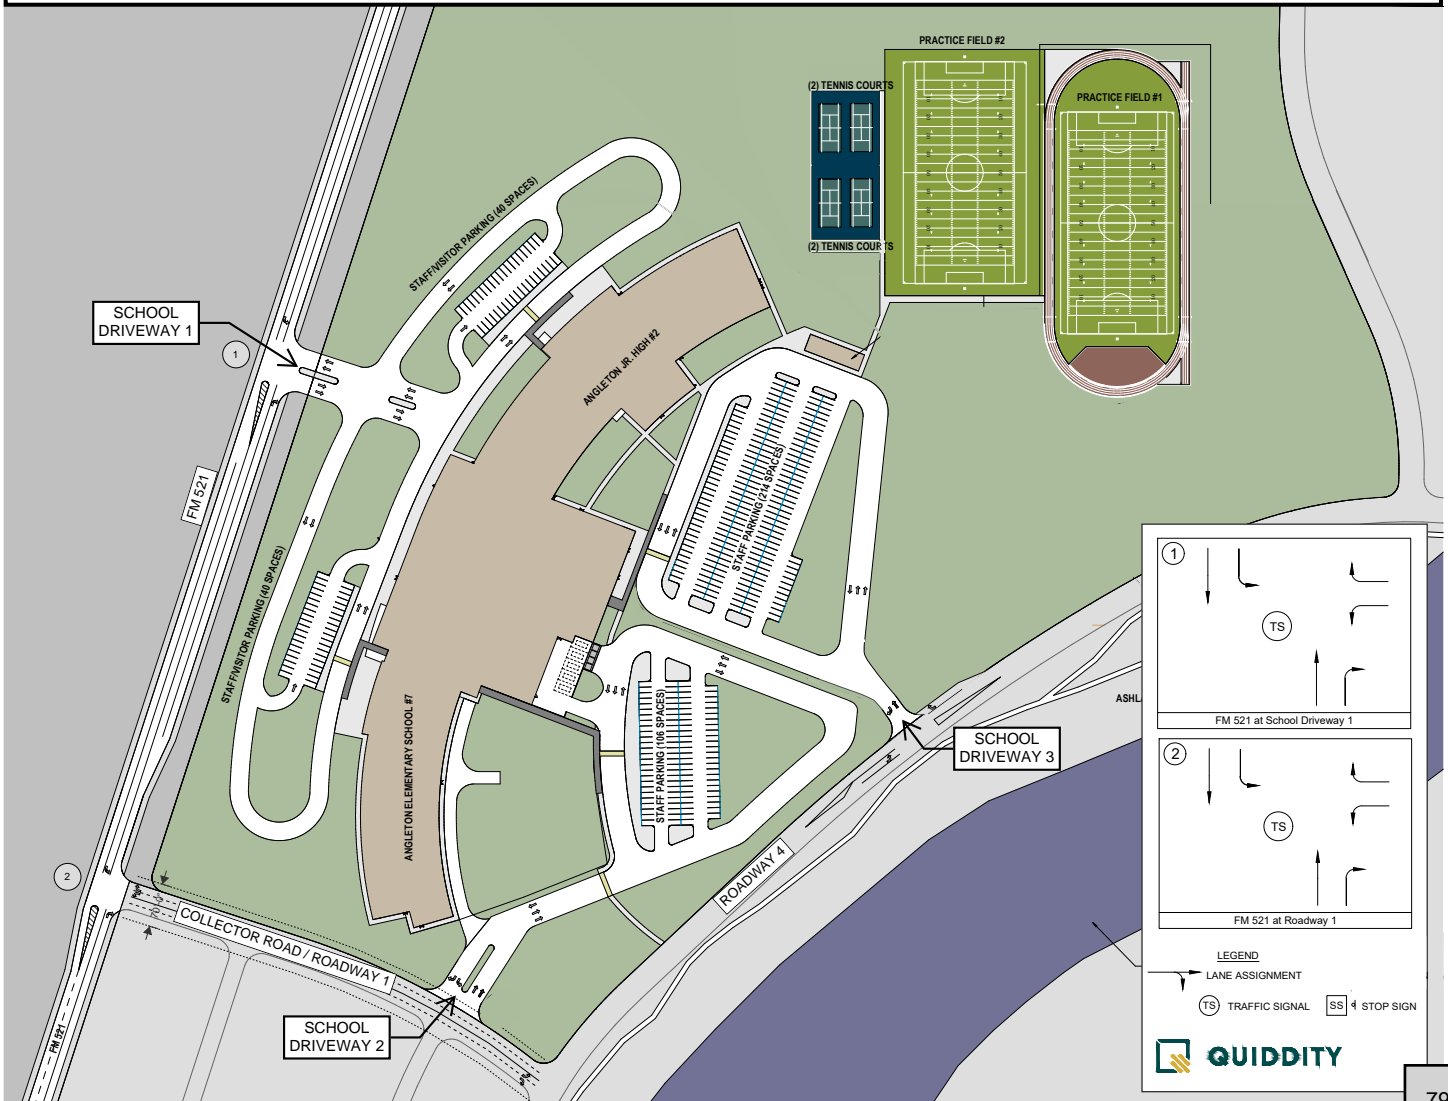 PRACTICE FIELD #2
(2) TENNIS COURTS
PRACTICE FIELD #1
(2) TENNIS COURTS
STAFF/VISITOR PARKING (40 SPACES)
SCHOOL
DRIVEWAY 1
1
ANGLETON JR. HIGH #2
FM 521
STAFF PARKING (214 SPACES)
STAFF/VISITOR PARKING (40 SPACES)
ANGLETON ELEMENTARY SCHOOL #7
STAFF PARKING (106 SPACES)
ASHL
SCHOOL
DRIVEWAY 3
ROADWAY 4
2
70'
COLLECTOR ROAD / ROADWAY 1
SCHOOL
DRIVEWAY 2
FM 521
1
TS
FM 521 at School Driveway 1
2
TS
FM 521 at Roadway 1
LEGEND
LANE ASSIGNMENT
TS TRAFFIC SIGNAL
SS STOP SIGN
QUIDDITY
79